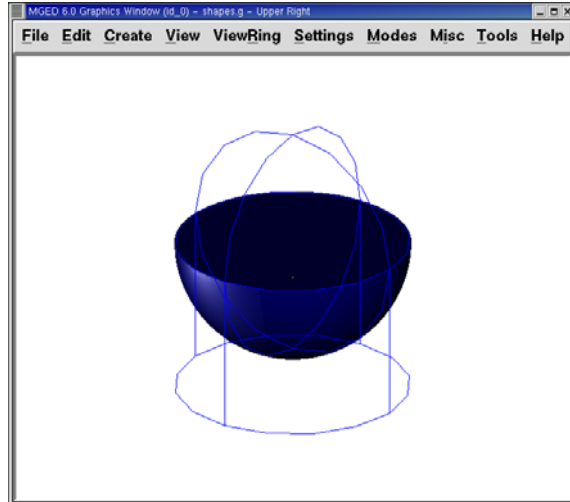 MGED 6.0 Graphics Window (id_0) – shapes.g – Upper Right
File Edit Create View ViewRing Settings Modes Misc Tools Help